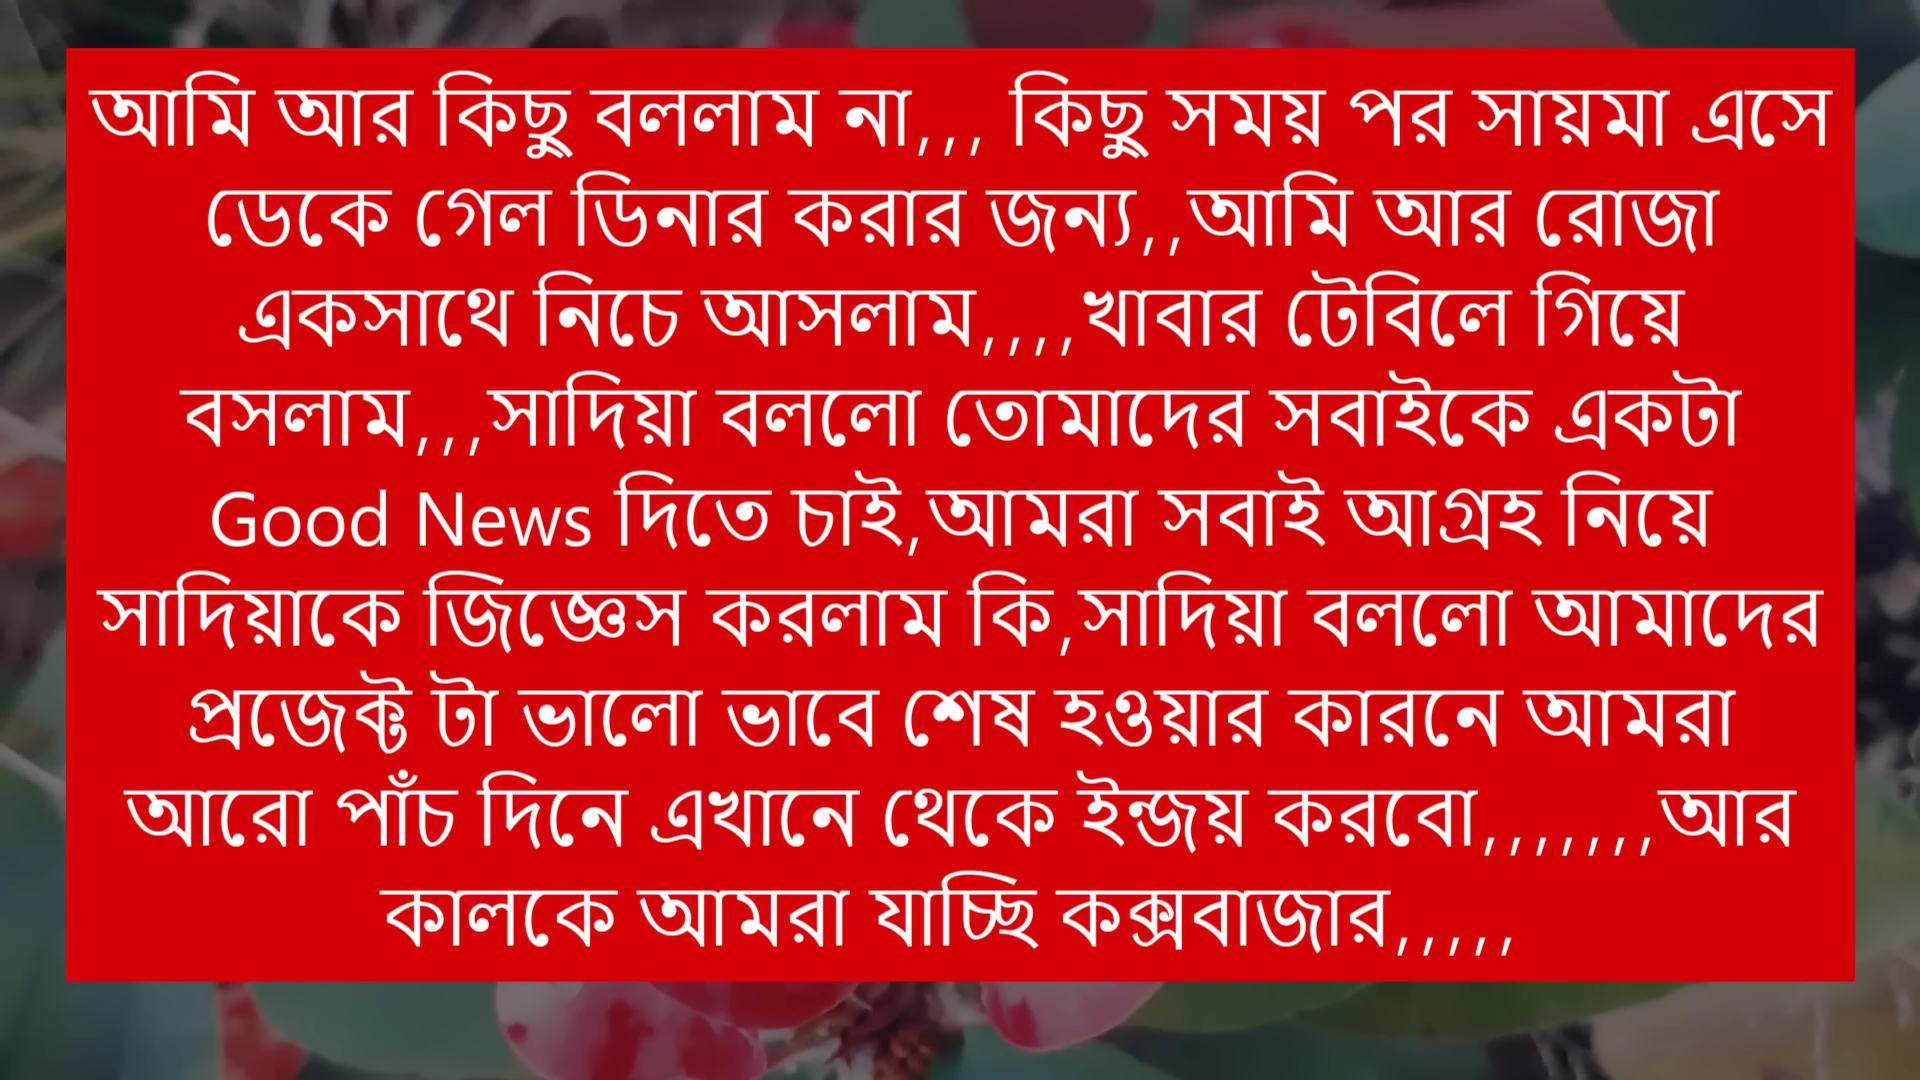 আমি আর কিছু বললাম না,,, কিছু সময় পর সায়মা এসে
ডেকে গেল ডিনার করার জন্য,,আমি আর রোজা
একসাথে নিচে আসলাম,,,,খাবার টেবিলে গিয়ে
বসলাম,,,সাদিয়া বললো তোমাদের সবাইকে একটা
Good News দিতে চাই,আমরা সবাই আগ্রহ নিয়ে
সাদিয়াকে জিজ্ঞেস করলাম কি,সাদিয়া বললো আমাদের
প্রজেক্ট টা ভালো ভাবে শেষ হওয়ার কারনে আমরা
আরো পাঁচ দিনে এখানে থেকে ইন্জয় করবো,,,,,,,আর
কালকে আমরা যাচ্ছি কক্সবাজার,,,,,